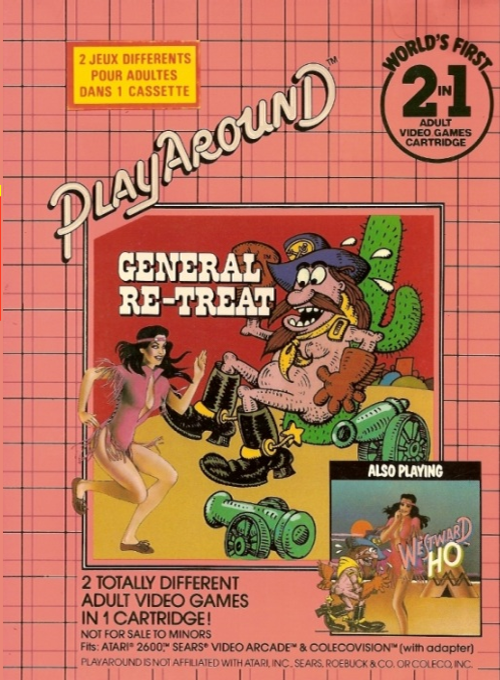 2 JEUX DIFFERENTS
POUR ADULTES
DANS 1 CASSETTE
WORLD'S FIRST
2 IN 1
ADULT
VIDEO GAMES
CARTRIDGE
PLAYAROUND™
GENERAL
RE-TREAT
ALSO PLAYING
WESTWARD
HO
2 TOTALLY DIFFERENT
ADULT VIDEO GAMES
IN 1 CARTRIDGE!
NOT FOR SALE TO MINORS
Fits: ATARI® 2600,™ SEARS® VIDEO ARCADE™ & COLECOVISION™ (with adapter)
PLAYAROUND IS NOT AFFILIATED WITH ATARI, INC., SEARS, ROEBUCK & CO. OR COLECO, INC.